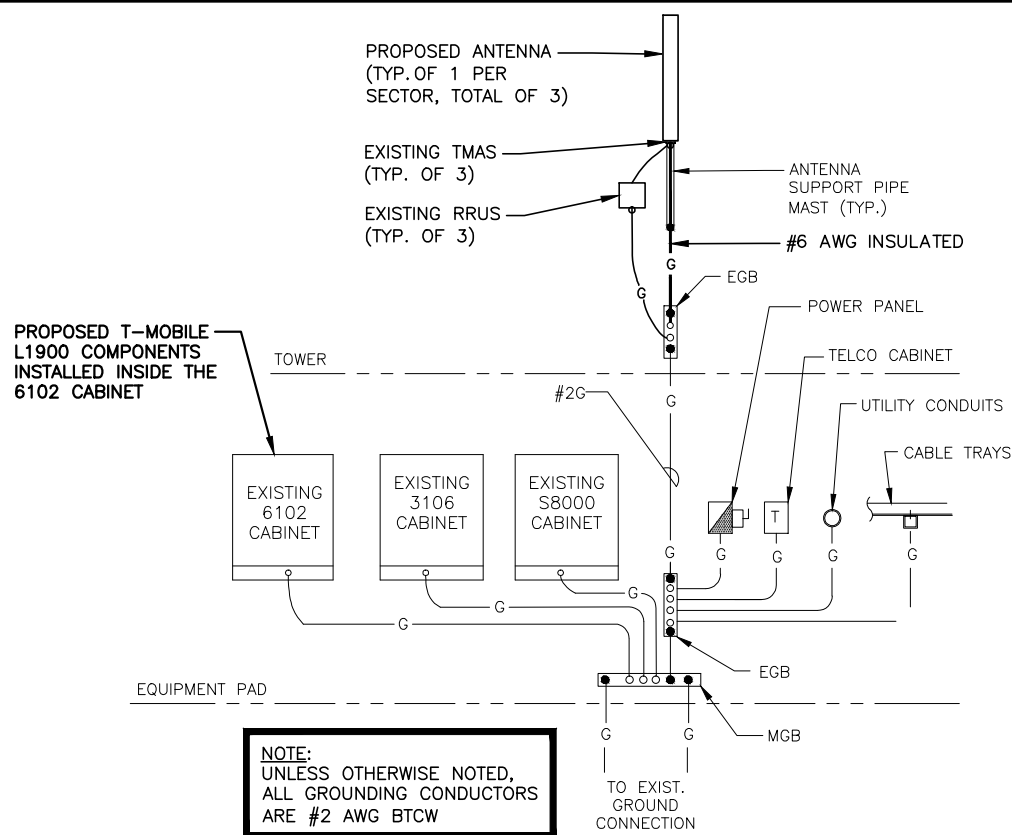 PROPOSED ANTENNA
(TYP. OF 1 PER
SECTOR, TOTAL OF 3)
EXISTING TMAS
(TYP. OF 3)
EXISTING RRUS
(TYP. OF 3)
ANTENNA
SUPPORT PIPE
MAST (TYP.)
#6 AWG INSULATED
G
G
EGB
POWER PANEL
PROPOSED T-MOBILE
L1900 COMPONENTS
INSTALLED INSIDE THE
6102 CABINET
TOWER
TELCO CABINET
#2G
G
UTILITY CONDUITS
CABLE TRAYS
EXISTING
6102
CABINET
EXISTING
3106
CABINET
EXISTING
S8000
CABINET
T
G
G
G
G
G
G
G
EGB
EQUIPMENT PAD
G
G
MGB
NOTE:
UNLESS OTHERWISE NOTED,
ALL GROUNDING CONDUCTORS
ARE #2 AWG BTCW
TO EXIST.
GROUND
CONNECTION